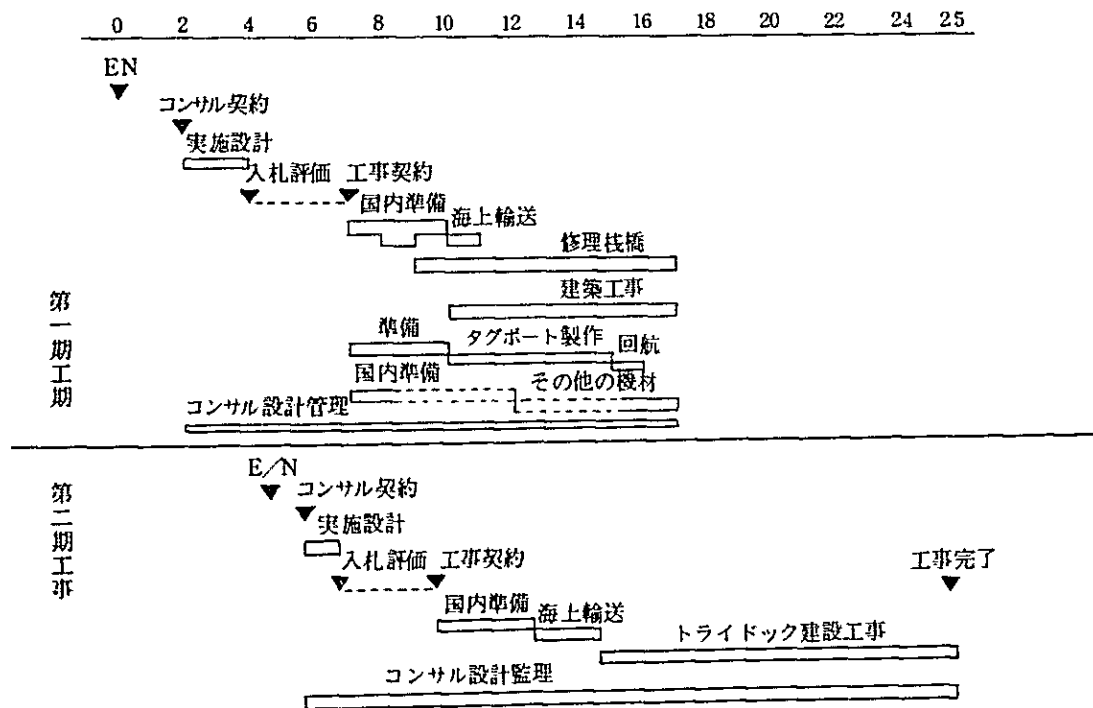 0 2 4 6 8 10 12 14 16 18 20 22 24 25
EN
コンサル契約
実施設計
入札評価 工事契約
国内準備 海上輸送
修理桟橋
建築工事
準備 タグボート製作 回航
国内準備 その他の機材
コンサル設計管理
第一期工期
E/N
コンサル契約
実施設計
入札評価 工事契約 工事完了
国内準備 海上輸送
トライドック建設工事
コンサル設計監理
第二期工事